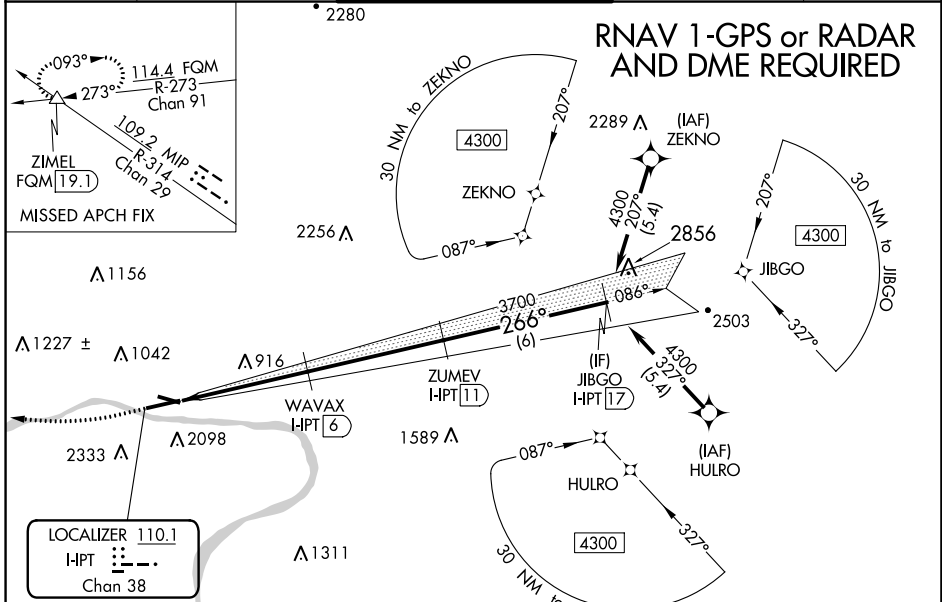 2280
RNAV 1-GPS or RADAR
AND DME REQUIRED
093°
114.4 FQM
R-273
Chan 91
273°
109.2 MIP
R-314
Chan 29
ZIMEL
FQM 19.1
MISSED APCH FIX
30 NM to ZEKNO
4300
207°
ZEKNO
087°
2289
(IAF)
ZEKNO
4300
207°
(5.4)
2856
207°
30 NM to JIBGO
4300
JIBGO
327°
2256
1156
1227 ±
1042
916
3700
266°
(6)
086°
2503
(IF)
JIBGO
I-IPT 17
ZUMEV
I-IPT 11
WAVAX
I-IPT 6
4300
327°
(5.4)
(IAF)
HULRO
2333
2098
1589
087°
HULRO
327°
4300
30 NM to
1311
LOCALIZER 110.1
I-IPT
Chan 38